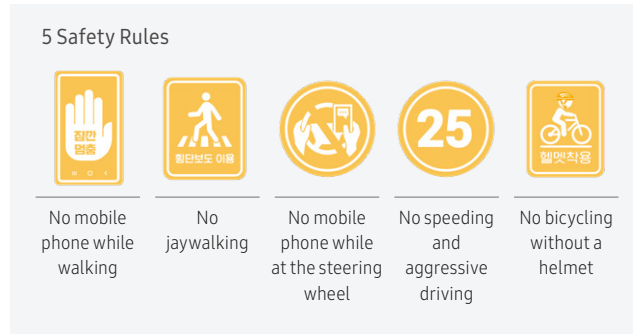 5 Safety Rules
잠깐
멈춤
횡단보도 이용
25
헬멧착용
No mobile
phone while
walking
No
jaywalking
No mobile
phone while
at the steering
wheel
No speeding
and
aggressive
driving
No bicycling
without a
helmet